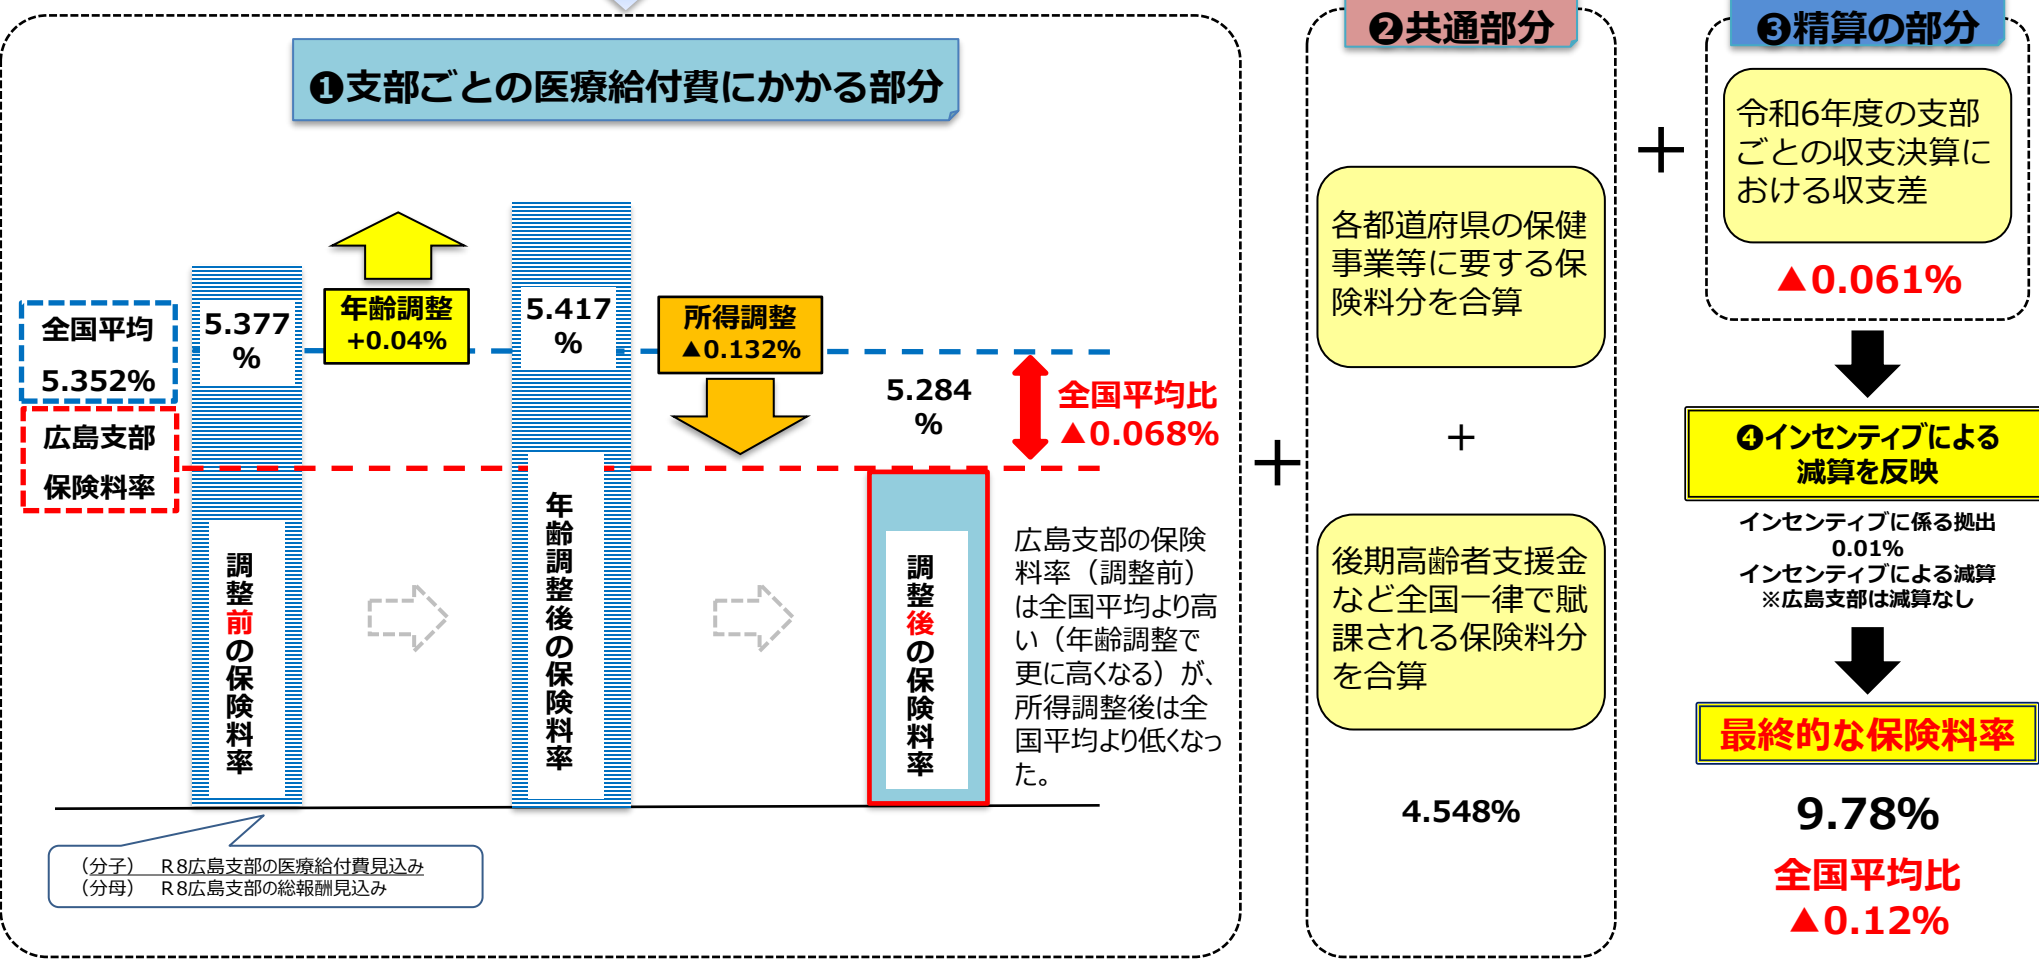 ❶支部ごとの医療給付費にかかる部分
全国平均
5.352%
広島支部
保険料率
5.377
%
調整前の保険料率
年齢調整
+0.04%
5.417
%
年齢調整後の保険料率
所得調整
▲0.132%
5.284
%
調整後の保険料率
全国平均比
▲0.068%
広島支部の保険
料率（調整前）
は全国平均より高
い（年齢調整で
更に高くなる）が、
所得調整後は全
国平均より低くなっ
た。
（分子） R8広島支部の医療給付費見込み
（分母） R8広島支部の総報酬見込み
＋
❷共通部分
各都道府県の保健
事業等に要する保
険料分を合算
＋
後期高齢者支援金
など全国一律で賦
課される保険料分
を合算
4.548%
＋
❸精算の部分
令和6年度の支部
ごとの収支決算に
おける収支差
▲0.061%
❹インセンティブによる
減算を反映
インセンティブに係る拠出
0.01%
インセンティブによる減算
※広島支部は減算なし
最終的な保険料率
9.78%
全国平均比
▲0.12%